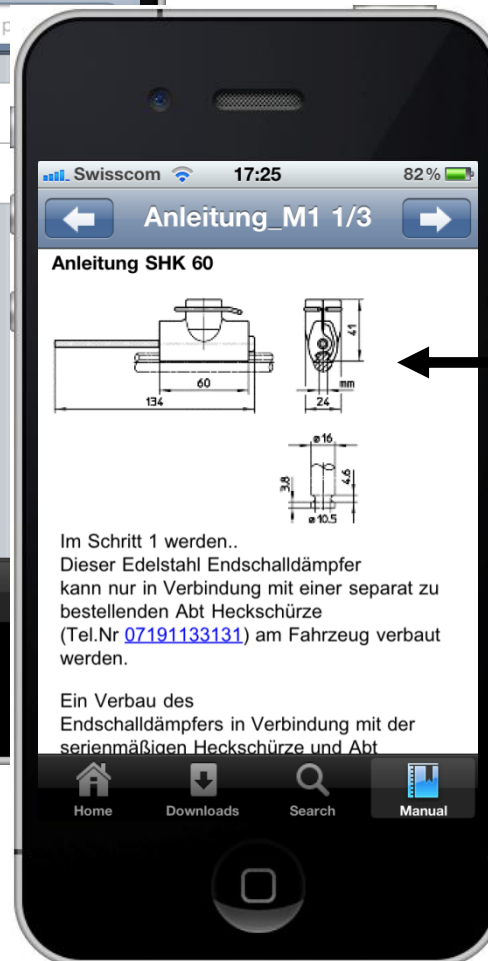 Swisscom 17:25 82%
Anleitung_M1 1/3
Anleitung SHK 60
41
60
mm
134
24
ø16
3.8
4.6
ø10.5
Im Schritt 1 werden..
Dieser Edelstahl Endschalldämpfer
kann nur in Verbindung mit einer separat zu
bestellenden Abt Heckschürze
(Tel.Nr 07191133131) am Fahrzeug verbaut
werden.
Ein Verbau des
Endschalldämpfers in Verbindung mit der
serienmäßigen Heckschürze und Abt
Home Downloads Search Manual